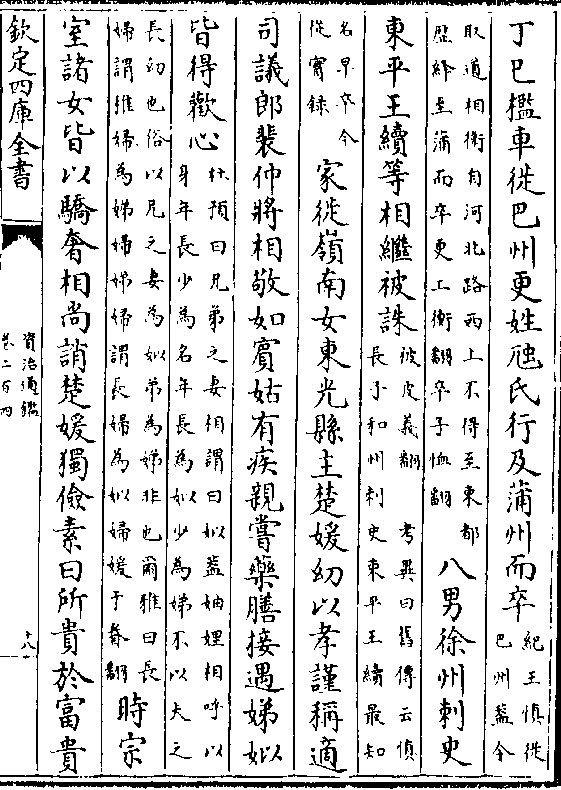 丁巳檻車徙巴州更姓虺氏行及蒲州而卒
紀王慎徙巴州蓋令
取道相衛自河北路西上不得至東都
歷絳至蒲而卒更工衡翻卒子恤翻
八男徐州刺史
東平王續等相繼被誅
被皮義翻
考異曰舊傳云慎
長子和州刺史東平王續最知
名早卒今
從實録
家徙嶺南女東光縣主楚媛幼以孝謹稱適
司議郎裴仲將相敬如賓姑有疾親嘗藥膳接遇娣姒
皆得歡心
杜預曰兄弟之妻相謂曰姒蓋妯娌相呼以
身年長少為名年長為姒少為娣不以夫之
長幼也俗以兄之妻為姒弟為娣非也爾雅曰長
婦謂稚婦為娣婦娣婦謂長婦為姒婦媛于眷翻
時宗
室諸女皆以驕奢相尚誚楚媛獨儉素曰所貴於富貴
欽定四庫全書
資治通鑑
卷二百四
十八